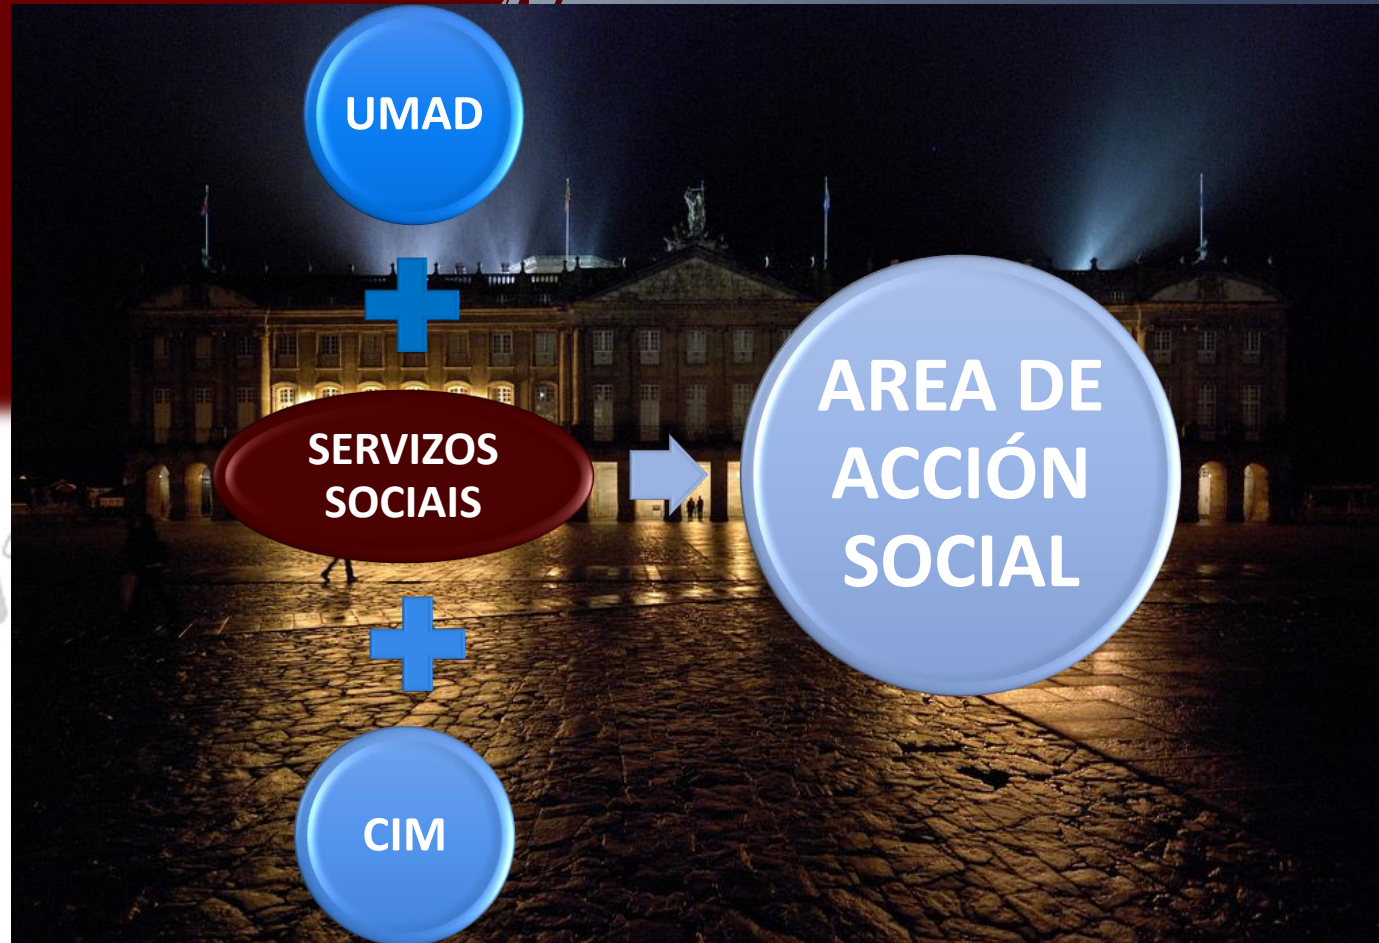 UMAD
SERVIZOS
SOCIAIS
AREA DE
ACCIÓN
SOCIAL
CIM